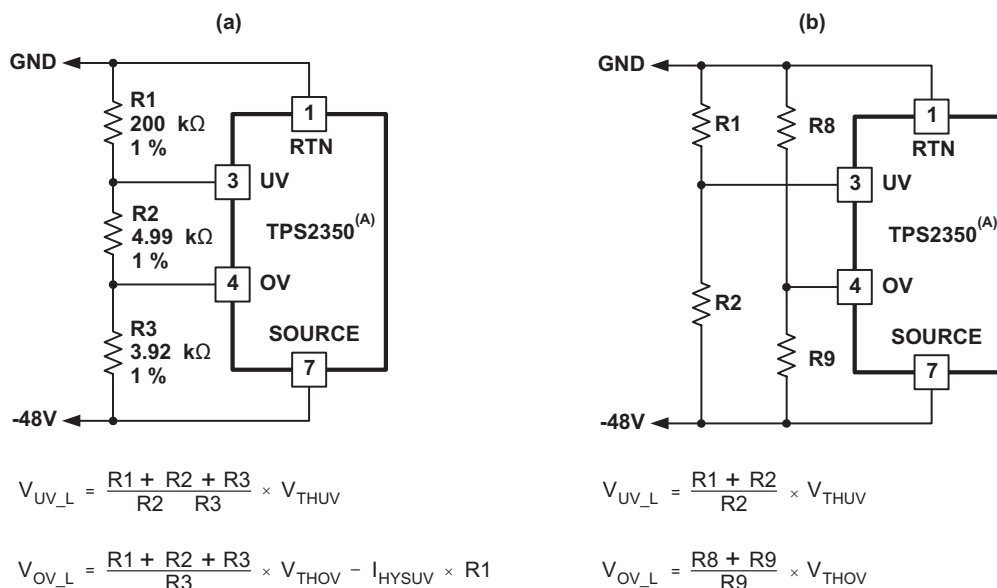 (a)
GND
R1
200 kΩ
1 %
1
RTN
3
UV
R2
4.99 kΩ
1 %
TPS2350(A)
4
OV
R3
3.92 kΩ
1 %
SOURCE
7
-48V
V_UV_L = (R1 + R2 + R3) / (R2 R3) × V_THUV
V_OV_L = (R1 + R2 + R3) / R3 × V_THOV − I_HYSUV × R1
(b)
GND
R1
R8
1
RTN
3
UV
TPS2350(A)
4
OV
R2
R9
SOURCE
7
-48V
V_UV_L = (R1 + R2) / R2 × V_THUV
V_OV_L = (R8 + R9) / R9 × V_THOV